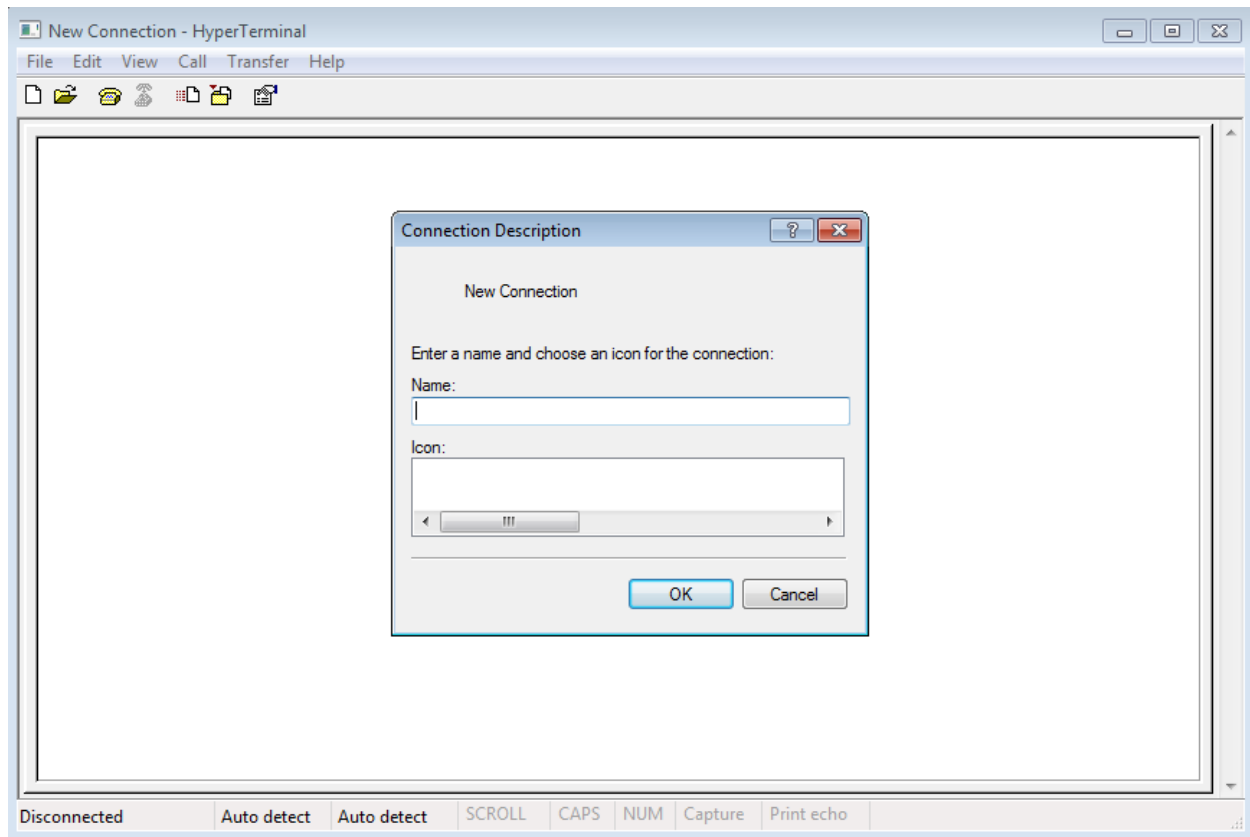 New Connection - HyperTerminal
File Edit View Call Transfer Help
Connection Description
New Connection
Enter a name and choose an icon for the connection:
Name:
Icon:
OK Cancel
Disconnected Auto detect Auto detect SCROLL CAPS NUM Capture Print echo